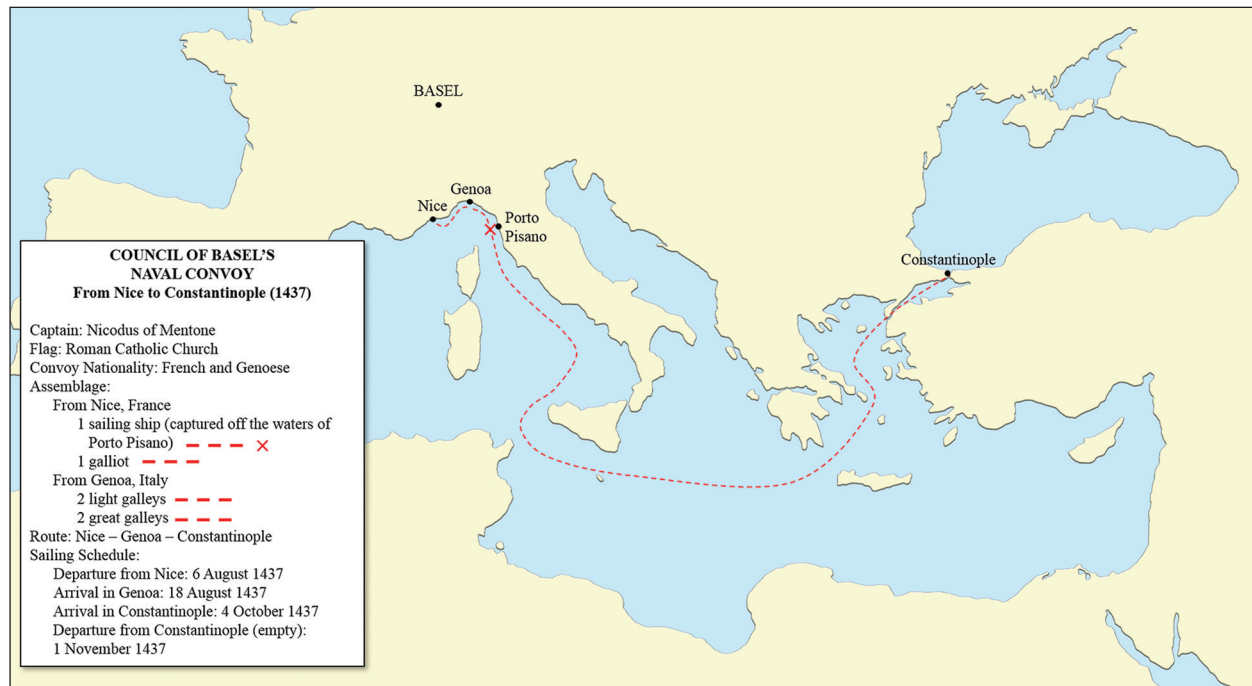 BASEL
Genoa
Nice
Porto
Pisano
Constantinople
COUNCIL OF BASEL'S
NAVAL CONVOY
From Nice to Constantinople (1437)
Captain: Nicodus of Mentone
Flag: Roman Catholic Church
Convoy Nationality: French and Genoese
Assemblage:
From Nice, France
1 sailing ship (captured off the waters of
Porto Pisano)
1 galliot
From Genoa, Italy
2 light galleys
2 great galleys
Route: Nice – Genoa – Constantinople
Sailing Schedule:
Departure from Nice: 6 August 1437
Arrival in Genoa: 18 August 1437
Arrival in Constantinople: 4 October 1437
Departure from Constantinople (empty):
1 November 1437